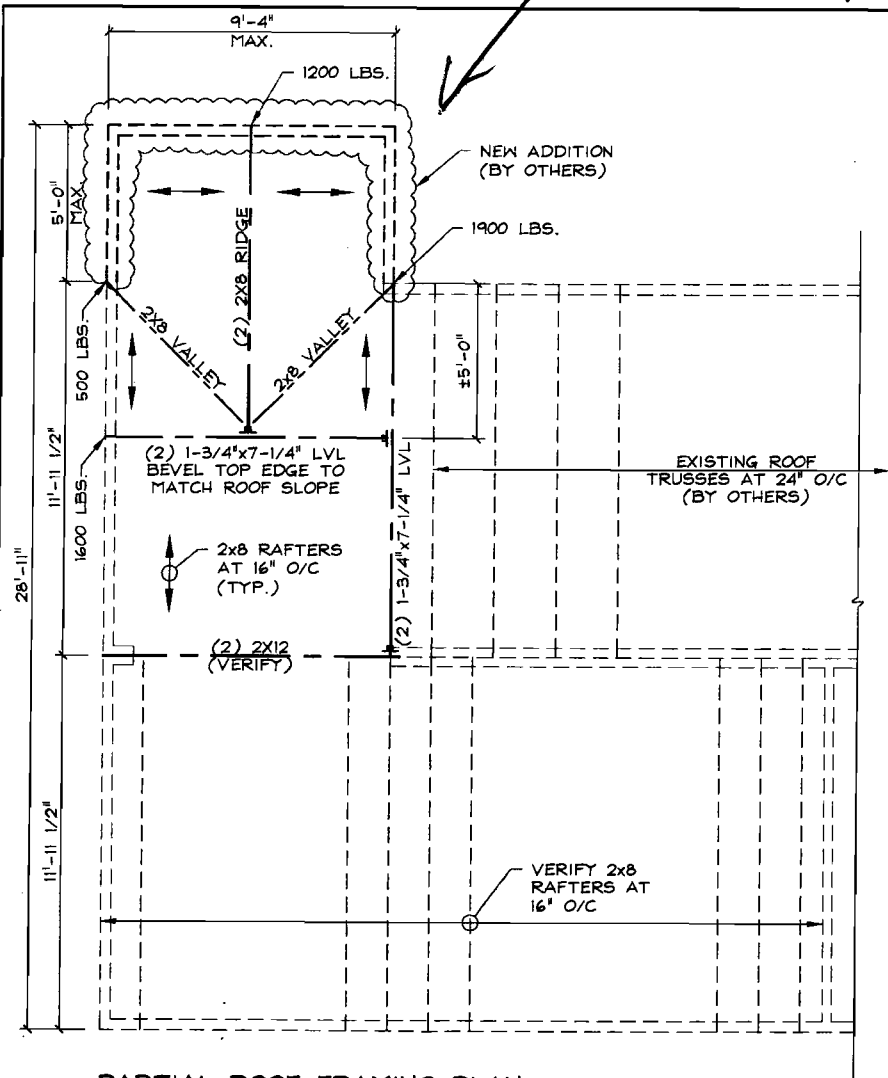 9'-4"
MAX.
1200 LBS.
NEW ADDITION
(BY OTHERS)
5'-0"
MAX.
1900 LBS.
(2) 2X8 RIDGE
2X8 VALLEY
2x8 VALLEY
500 LBS.
±5'-0"
(2) 1-3/4"x7-1/4" LVL
BEVEL TOP EDGE TO
MATCH ROOF SLOPE
(2) 1-3/4"x7-1/4" LVL
EXISTING ROOF
TRUSSES AT 24" O/C
(BY OTHERS)
11'-11 1/2"
1600 LBS.
28'-11"
2x8 RAFTERS
AT 16" O/C
(TYP.)
(2) 2X12
(VERIFY)
11'-11 1/2"
VERIFY 2x8
RAFTERS AT
16" O/C
PARTIAL ROOF FRAMING PLAN